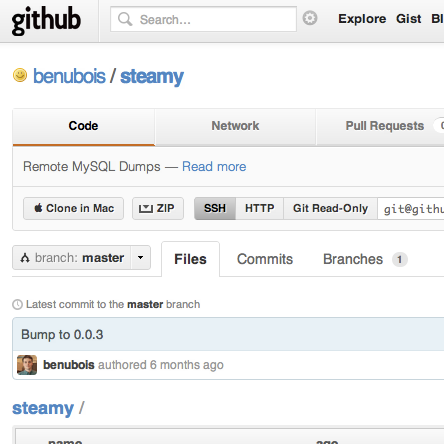 github Search... Explore Gist Bl
benubois / steamy
Code Network Pull Requests
Remote MySQL Dumps — Read more
Clone in Mac ZIP SSH HTTP Git Read-Only git@githu
branch: master Files Commits Branches 1
Latest commit to the master branch
Bump to 0.0.3
benubois authored 6 months ago
steamy /
name age